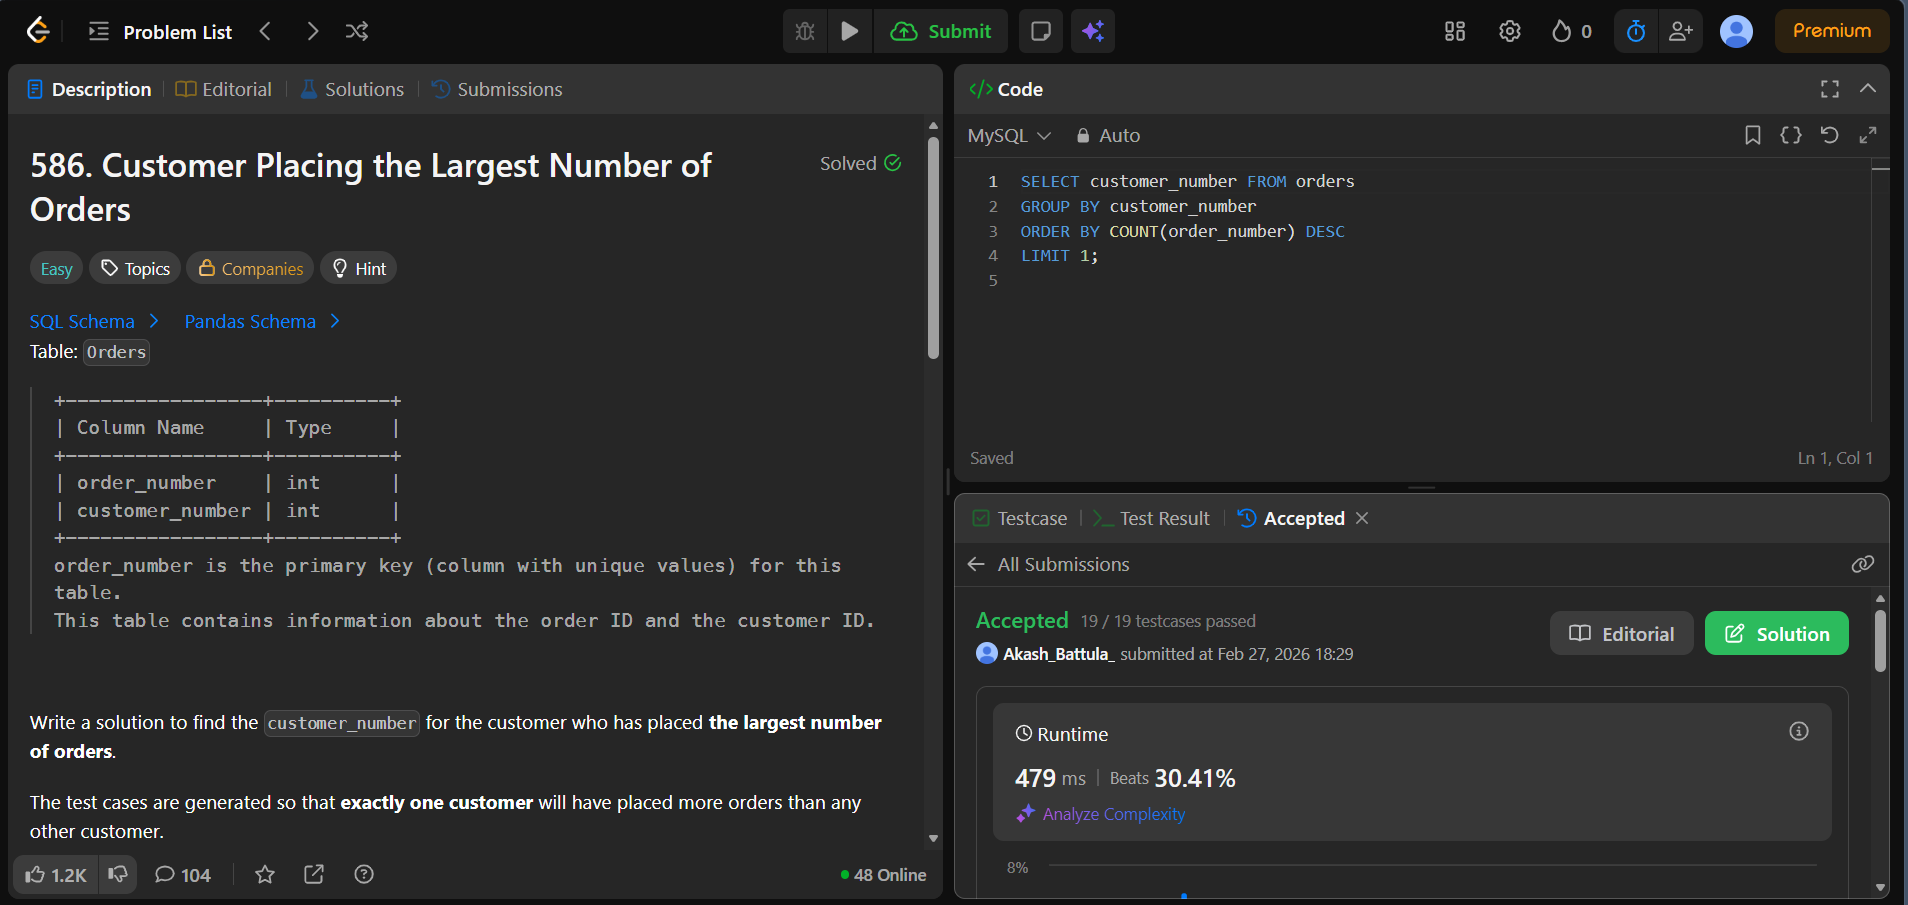 Problem List
Submit
0
Premium
Description
Editorial
Solutions
Submissions
586. Customer Placing the Largest Number of
Orders
Solved
Easy
Topics
Companies
Hint
SQL Schema
Pandas Schema
Table: Orders
+-----------------+----------+
| Column Name     | Type     |
+-----------------+----------+
| order_number    | int      |
| customer_number | int      |
+-----------------+----------+
order_number is the primary key (column with unique values) for this
table.
This table contains information about the order ID and the customer ID.
Write a solution to find the customer_number for the customer who has placed the largest number
of orders.
The test cases are generated so that exactly one customer will have placed more orders than any
other customer.
1.2K
104
48 Online
</> Code
MySQL
Auto
1 SELECT customer_number FROM orders
2 GROUP BY customer_number
3 ORDER BY COUNT(order_number) DESC
4 LIMIT 1;
5
Saved
Ln 1, Col 1
Testcase
Test Result
Accepted
All Submissions
Accepted 19 / 19 testcases passed
Akash_Battula_ submitted at Feb 27, 2026 18:29
Editorial
Solution
Runtime
479 ms | Beats 30.41%
Analyze Complexity
8%